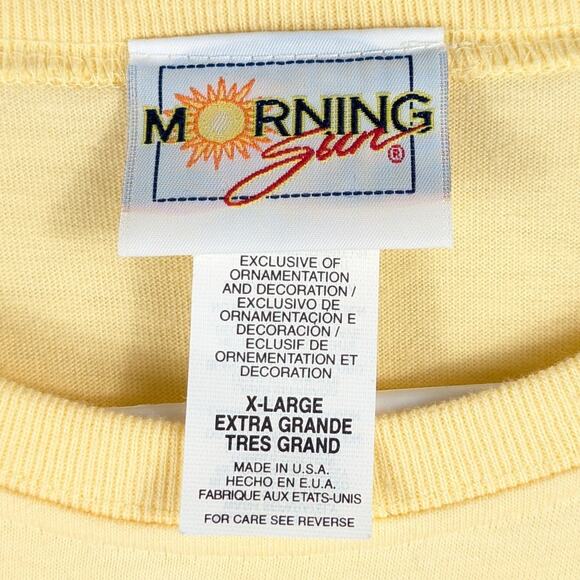 MORNING
Sun®
EXCLUSIVE OF
ORNAMENTATION
AND DECORATION /
EXCLUSIVO DE
ORNAMENTACIÓN E
DECORACIÓN /
ECLUSIF DE
ORNEMENTATION ET
DECORATION
X-LARGE
EXTRA GRANDE
TRES GRAND
MADE IN U.S.A.
HECHO EN E.U.A.
FABRIQUE AUX ETATS-UNIS
FOR CARE SEE REVERSE